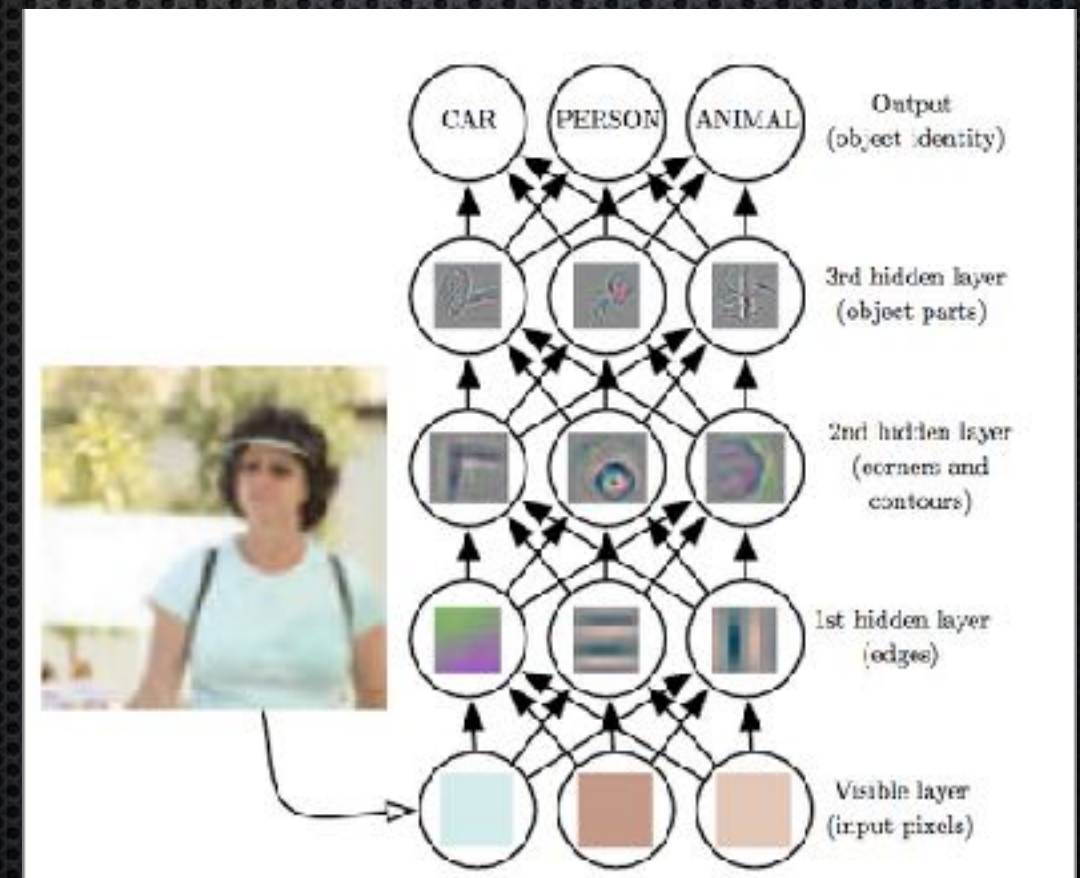 CAR PERSON ANIMAL
Output
(object identity)
3rd hidden layer
(object parts)
2nd hidden layer
(corners and
contours)
1st hidden layer
(edges)
Visible layer
(input pixels)